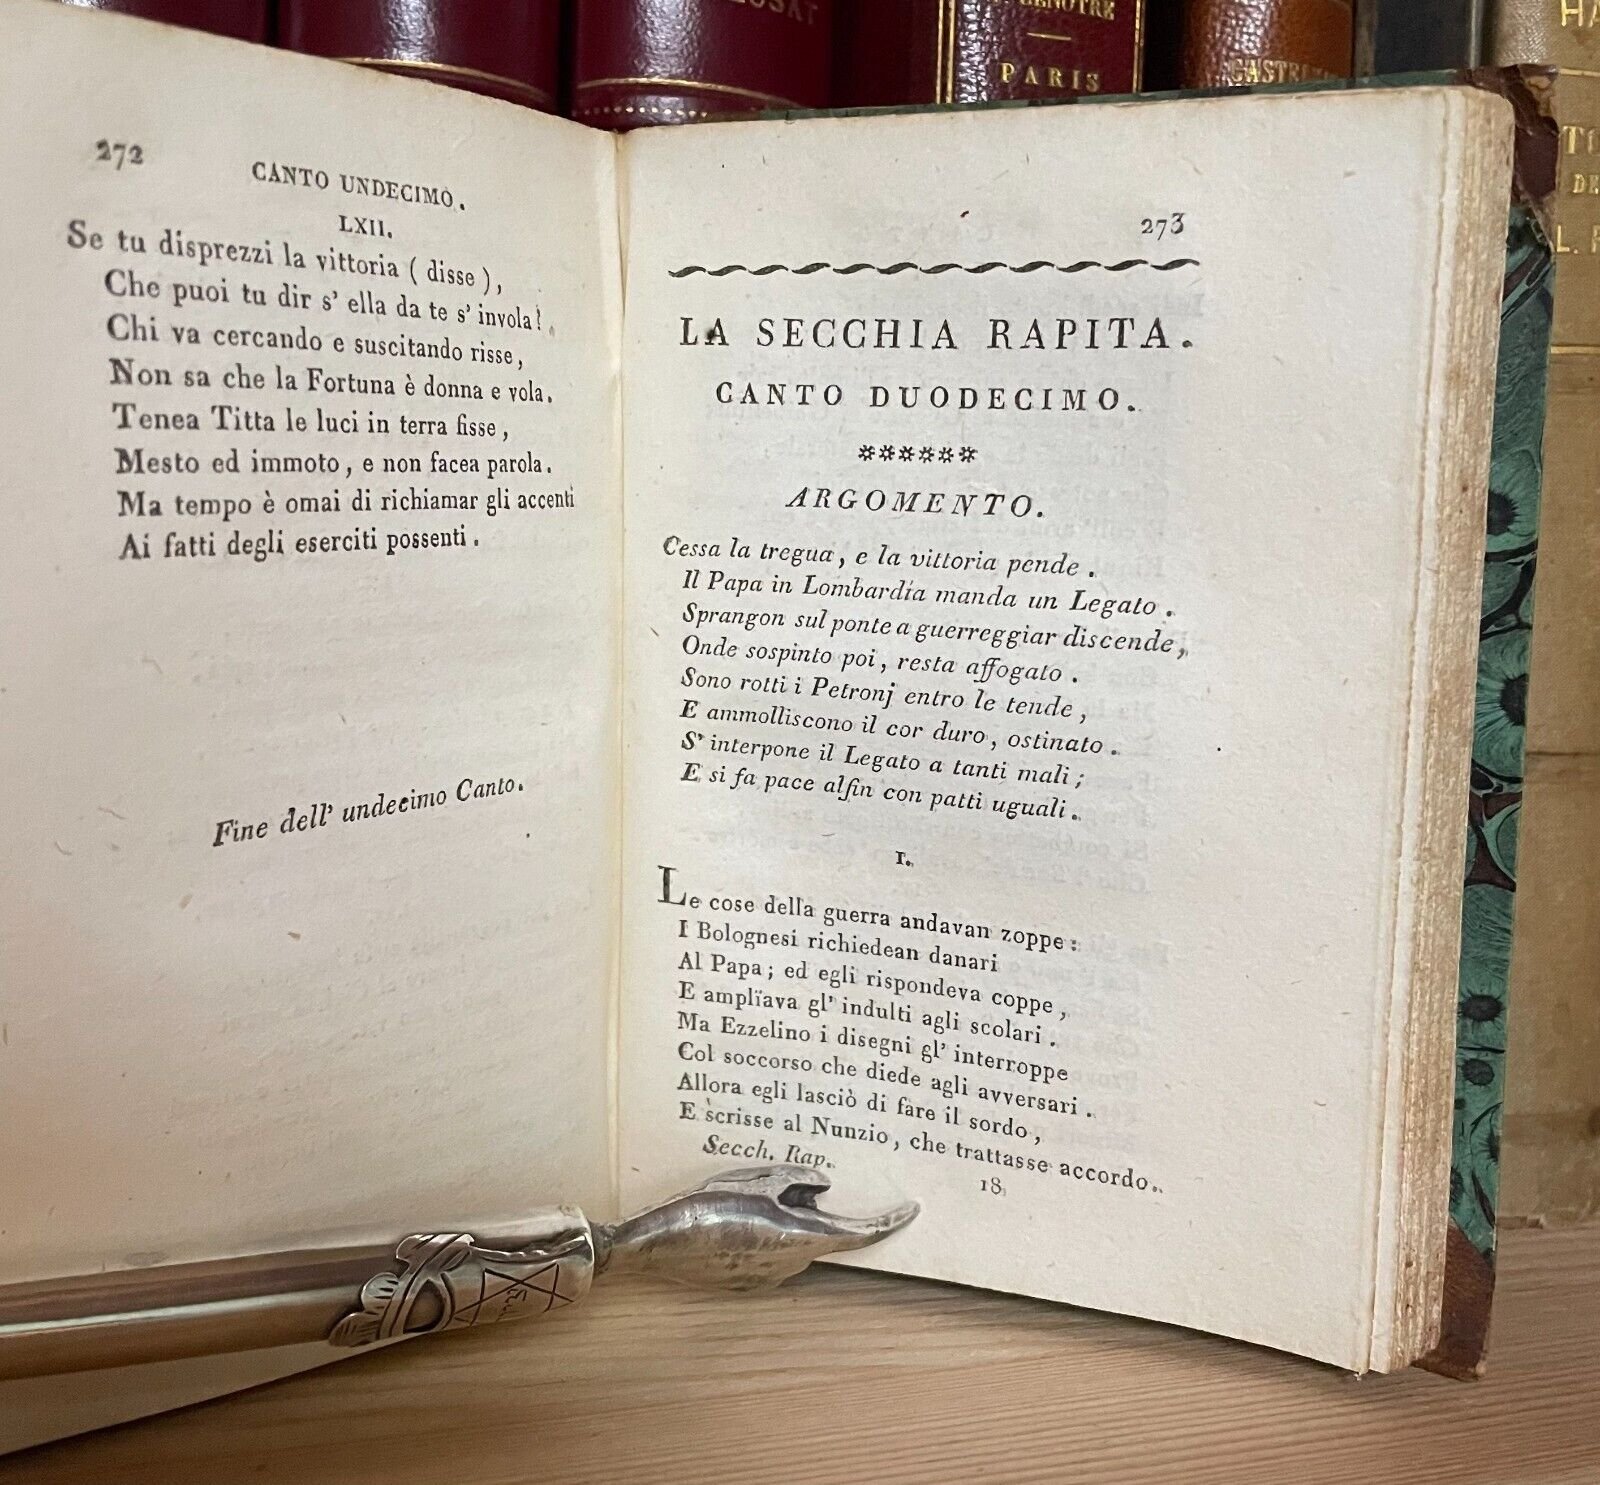 LENOTRE
PARIS
272
CANTO UNDECIMO.
LXII.
Se tu disprezzi la vittoria ( disse ),
Che puoi tu dir s' ella da te s' invola!
Chi va cercando e suscitando risse,
Non sa che la Fortuna è donna e vola.
Tenea Titta le luci in terra fisse,
Mesto ed immoto, e non facea parola.
Ma tempo è omai di richiamar gli accenti
Ai fatti degli eserciti possenti.
Fine dell' undecimo Canto.
273
LA SECCHIA RAPITA.
CANTO DUODECIMO.
******
ARGOMENTO.
Cessa la tregua, e la vittoria pende.
Il Papa in Lombardia manda un Legato.
Sprangon sul ponte a guerreggiar discende,
Onde sospinto poi, resta affogato.
Sono rotti i Petronj entro le tende,
E ammolliscono il cor duro, ostinato.
S' interpone il Legato a tanti mali;
E si fa pace alfin con patti uguali.
I.
Le cose della guerra andavan zoppe:
I Bolognesi richiedean danari
Al Papa; ed egli rispondeva coppe,
E amplïava gl' indulti agli scolari.
Ma Ezzelino i disegni gl' interroppe
Col soccorso che diede agli avversari.
Allora egli lasciò di fare il sordo,
E scrisse al Nunzio, che trattasse accordo.
Secch. Rap.
18